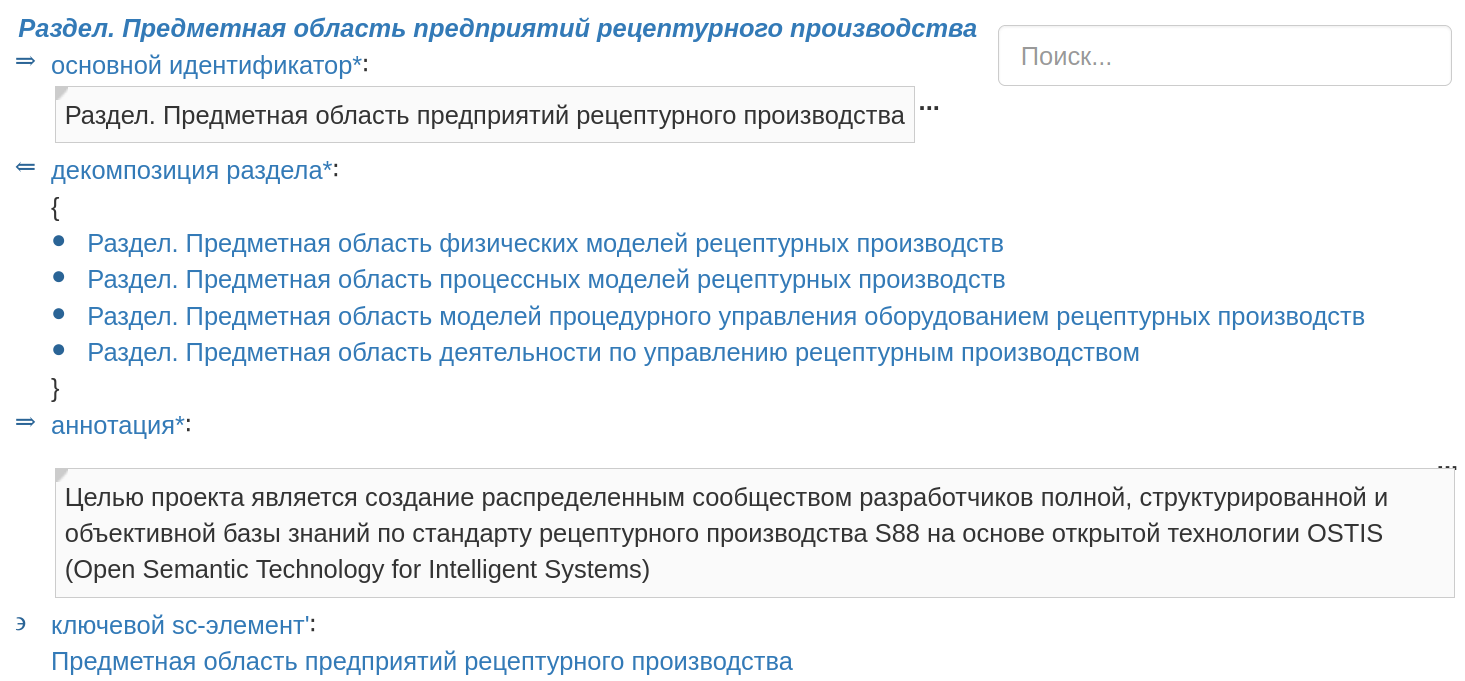 Раздел. Предметная область предприятий рецептурного производства
Поиск...
⇒ основной идентификатор*:
Раздел. Предметная область предприятий рецептурного производства ...
⇐ декомпозиция раздела*:
{
● Раздел. Предметная область физических моделей рецептурных производств
● Раздел. Предметная область процессных моделей рецептурных производств
● Раздел. Предметная область моделей процедурного управления оборудованием рецептурных производств
● Раздел. Предметная область деятельности по управлению рецептурным производством
}
⇒ аннотация*:
...
Целью проекта является создание распределенным сообществом разработчиков полной, структурированной и
объективной базы знаний по стандарту рецептурного производства S88 на основе открытой технологии OSTIS
(Open Semantic Technology for Intelligent Systems)
э ключевой sc-элемент':
Предметная область предприятий рецептурного производства